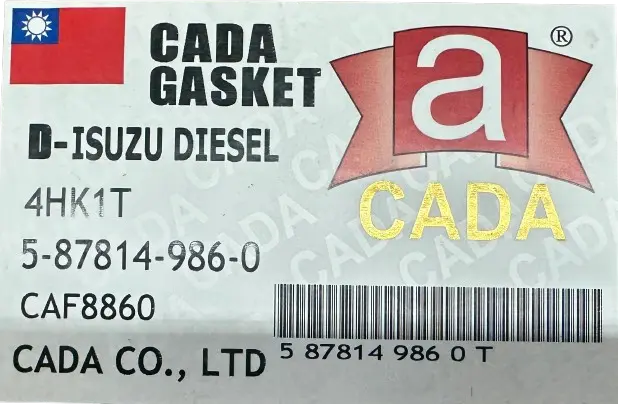 CADA
GASKET
a ®
CADA
D-ISUZU DIESEL
4HK1T
5-87814-986-0
CAF8860
CADA CO., LTD
5 87814 986 0 T